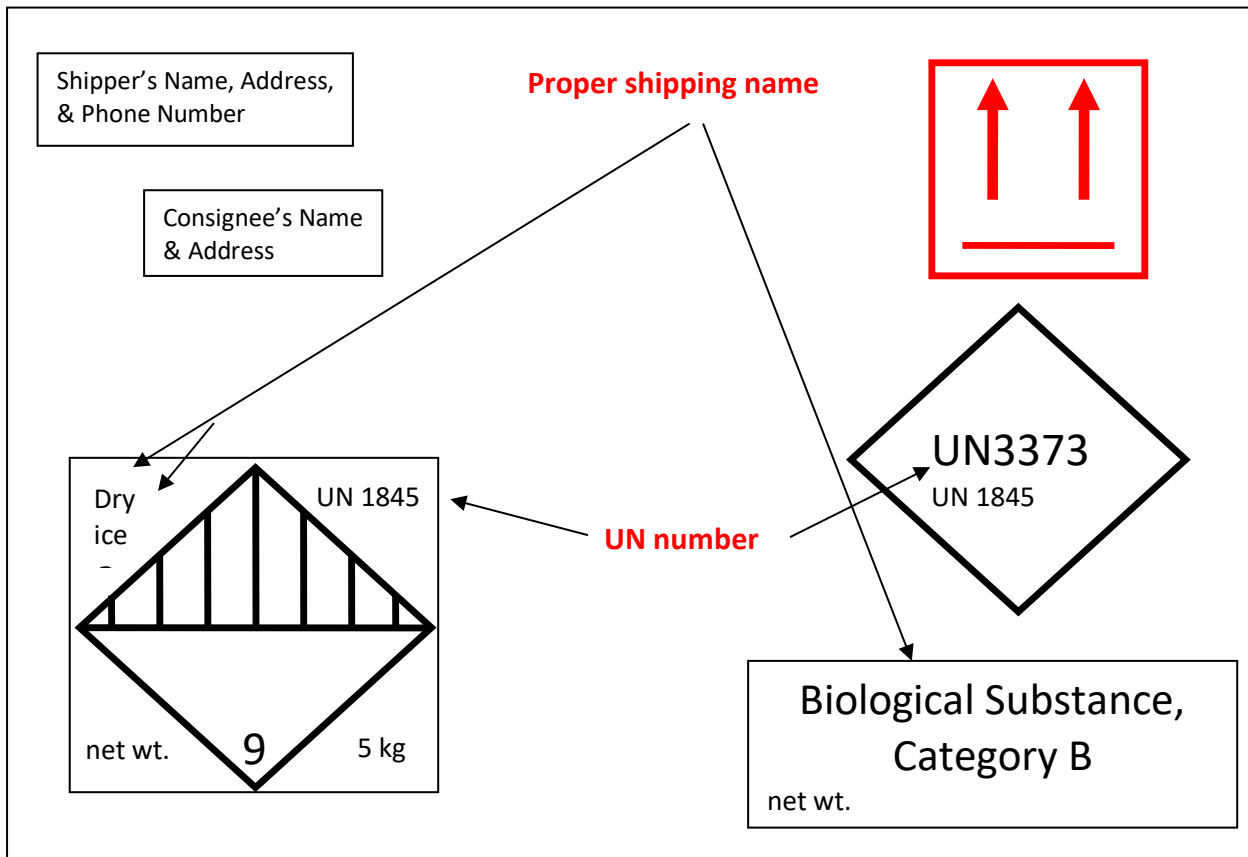 Shipper’s Name, Address,
& Phone Number
Proper shipping name
Consignee’s Name
& Address
UN3373
UN 1845
Dry
ice
UN 1845
UN number
Biological Substance,
Category B
net wt.
net wt.
9
5 kg